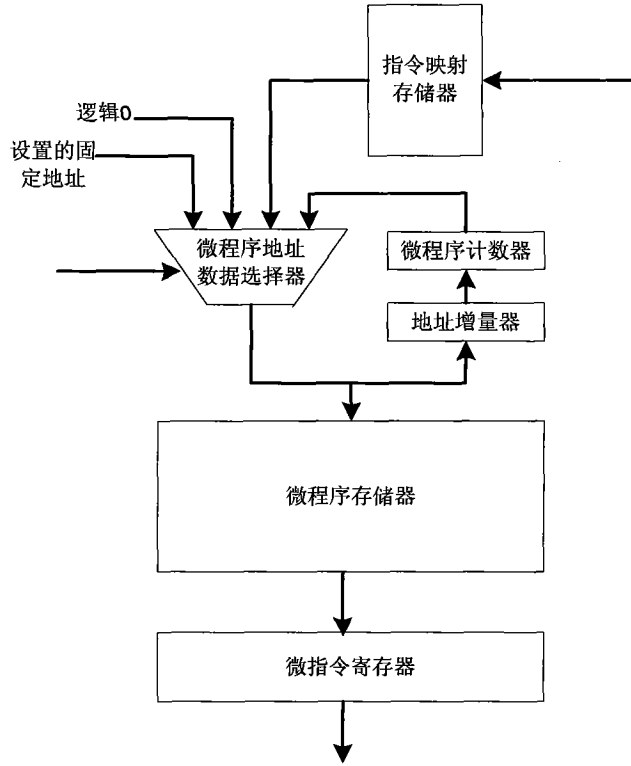 指令映射
存储器
逻辑0
设置的固
定地址
微程序地址
数据选择器
微程序计数器
地址增量器
微程序存储器
微指令寄存器